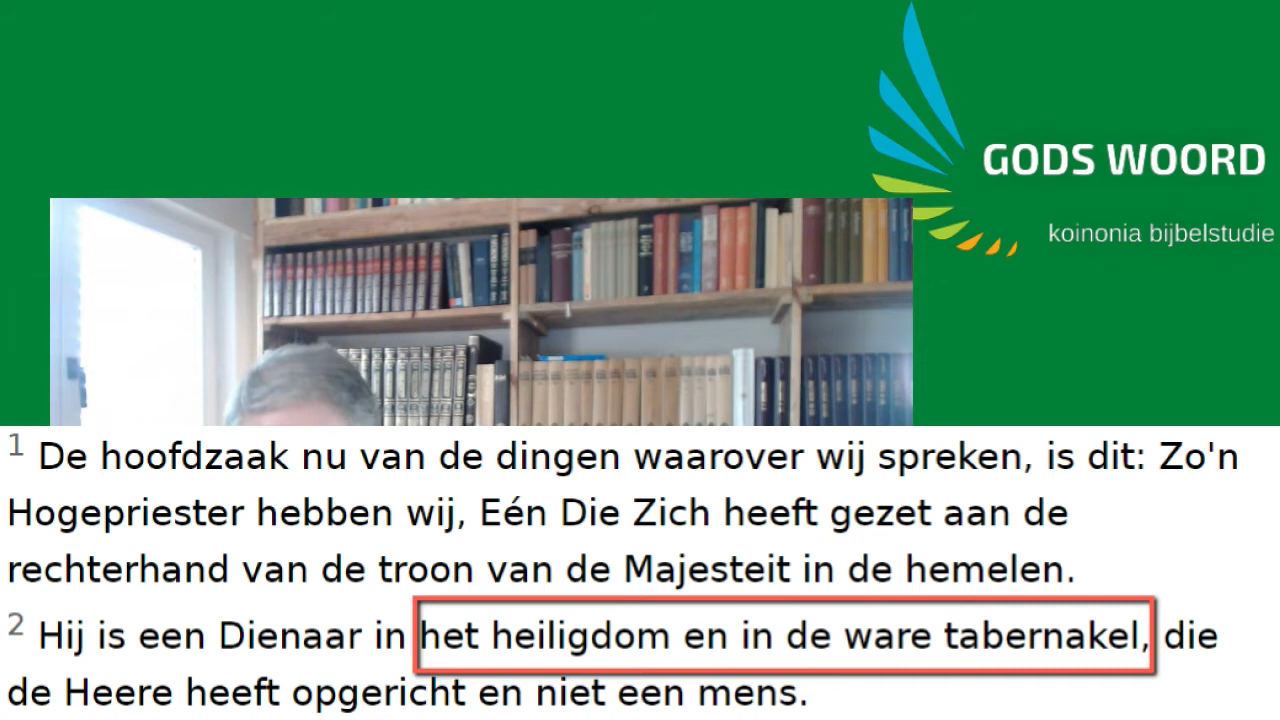 GODS WOORD
koinonia bijbelstudie
1 De hoofdzaak nu van de dingen waarover wij spreken, is dit: Zo'n
Hogepriester hebben wij, Eén Die Zich heeft gezet aan de
rechterhand van de troon van de Majesteit in de hemelen.
2 Hij is een Dienaar in het heiligdom en in de ware tabernakel, die
de Heere heeft opgericht en niet een mens.